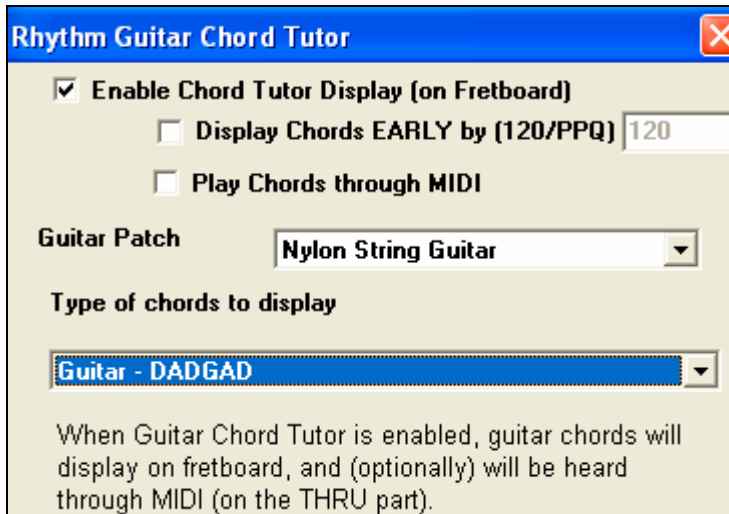 Rhythm Guitar Chord Tutor
Enable Chord Tutor Display (on Fretboard)
Display Chords EARLY by (120/PPQ) 120
Play Chords through MIDI
Guitar Patch Nylon String Guitar
Type of chords to display
Guitar - DADGAD
When Guitar Chord Tutor is enabled, guitar chords will
display on fretboard, and (optionally) will be heard
through MIDI (on the THRU part).